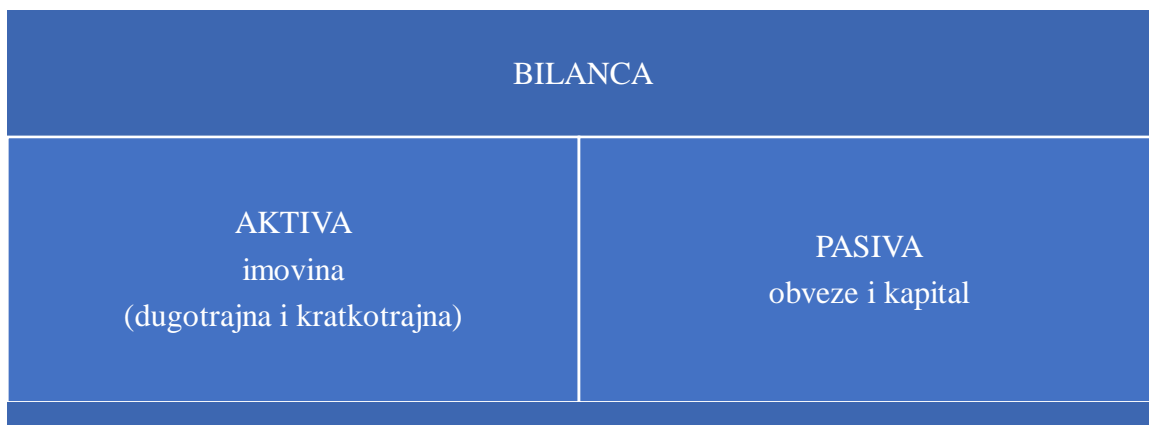 BILANCA
AKTIVA
imovina
(dugotrajna i kratkotrajna)
PASIVA
obveze i kapital